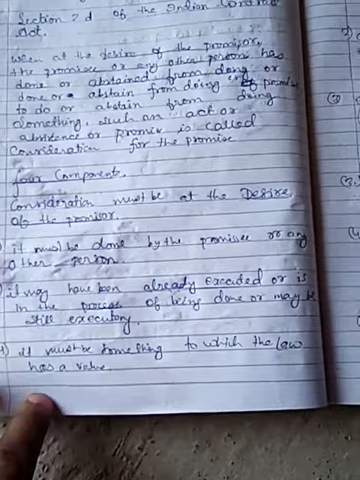 Section 2 d of the Indian Contract
Act.
when at the desire of the promisor,
the promisee or any other person has
done or abstained from doing or
done or abstain from doing or promise
to do or abstain from doing
something, such an act or
abstinence or promise is called
Consideration for the promise
four Components.
Consideration must be at the Desire
of the promisor.
it must be done by the promisee or any
other person.
it may have been already executed or is
in the process of being done or may be
still executory.
it must be something to which the law
has a value.